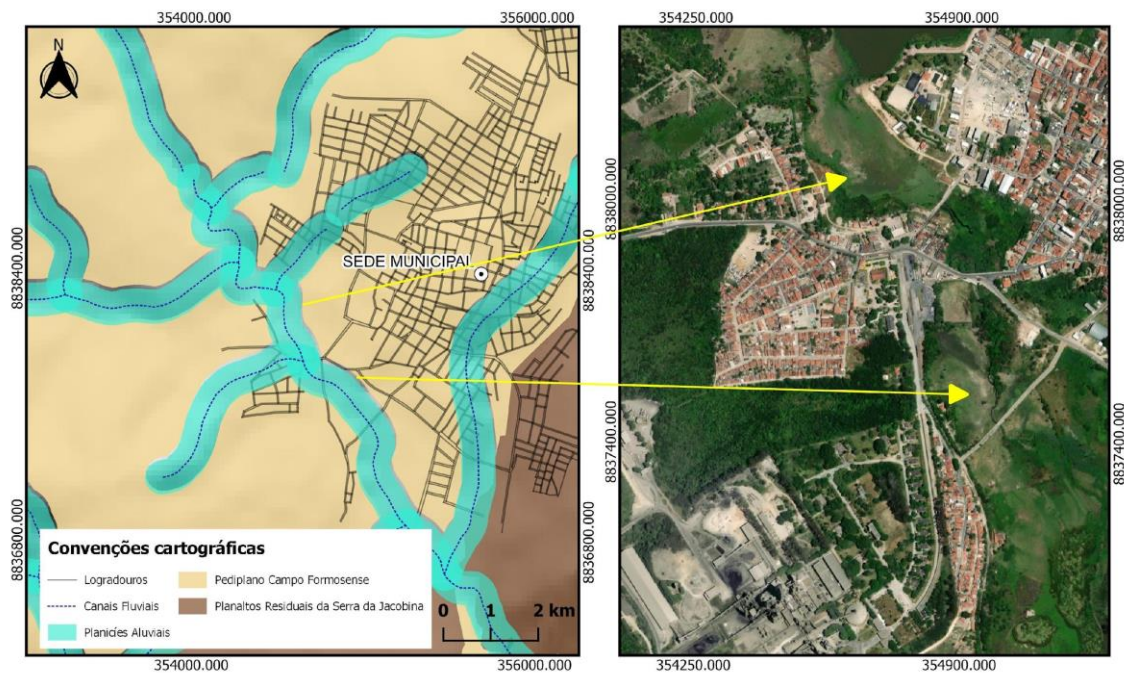 354000.000
356000.000
354250.000
354900.000
N
8838400.000
8838400.000
8838000.000
8838000.000
SEDE MUNICIPAL
8837400.000
8837400.000
8836800.000
8836800.000
Convenções cartográficas
Logradouros
Pediplano Campo Formosense
Canais Fluviais
Planaltos Residuais da Serra da Jacobina
Planícies Aluviais
0 1 2 km
354000.000
356000.000
354250.000
354900.000